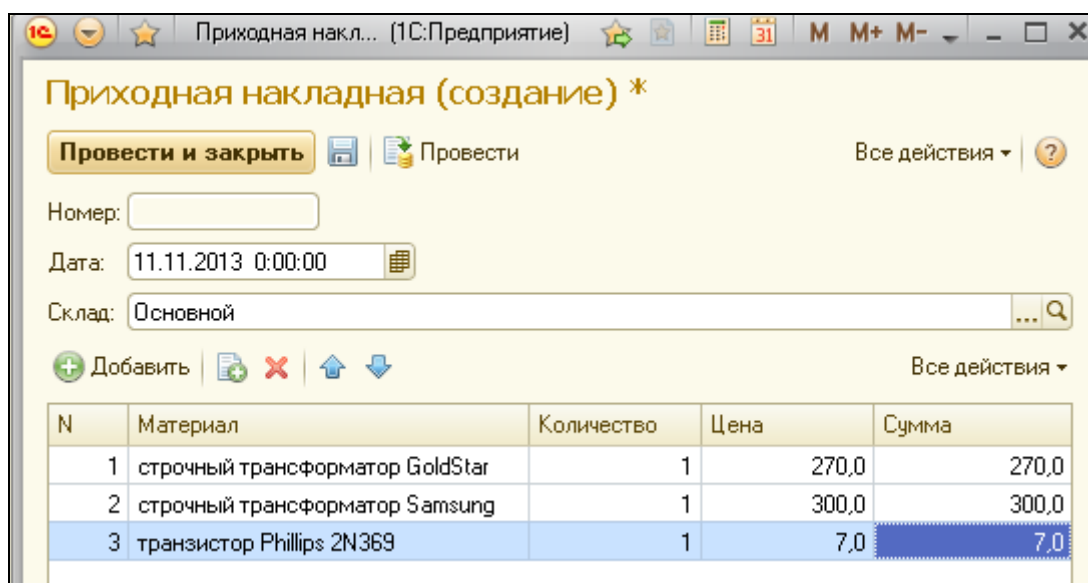 1С Приходная накл... (1С:Предприятие) 31 M M+ M-
Приходная накладная (создание) *
Провести и закрыть Провести Все действия ?
Номер:
Дата: 11.11.2013 0:00:00
Склад: Основной ...
Добавить Все действия
N Материал Количество Цена Сумма
1 строчный трансформатор GoldStar 1 270,0 270,0
2 строчный трансформатор Samsung 1 300,0 300,0
3 транзистор Phillips 2N369 1 7,0 7,0